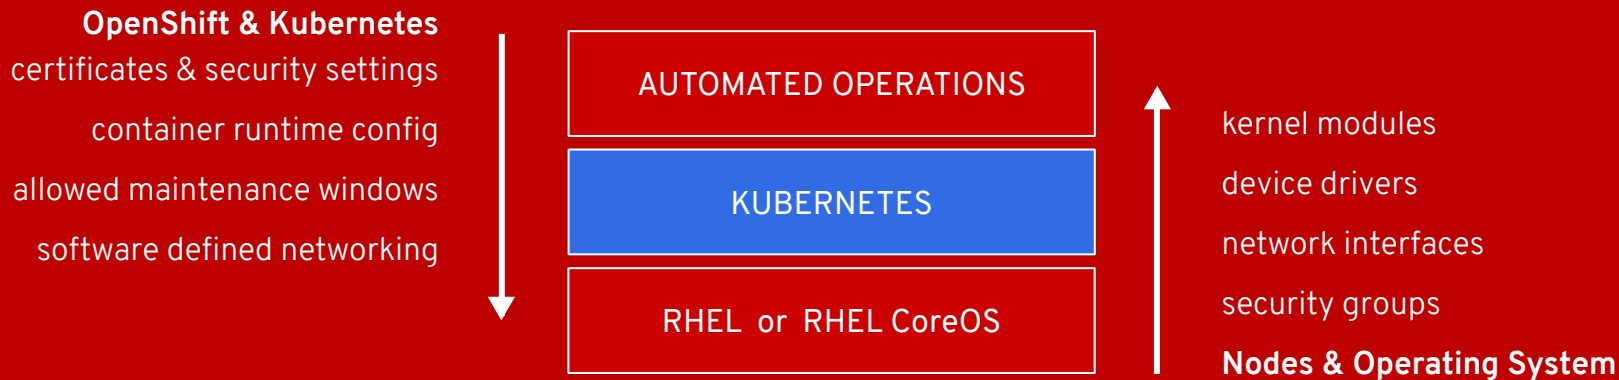 OpenShift & Kubernetes
certificates & security settings
container runtime config
allowed maintenance windows
software defined networking
AUTOMATED OPERATIONS
KUBERNETES
RHEL or RHEL CoreOS
kernel modules
device drivers
network interfaces
security groups
Nodes & Operating System